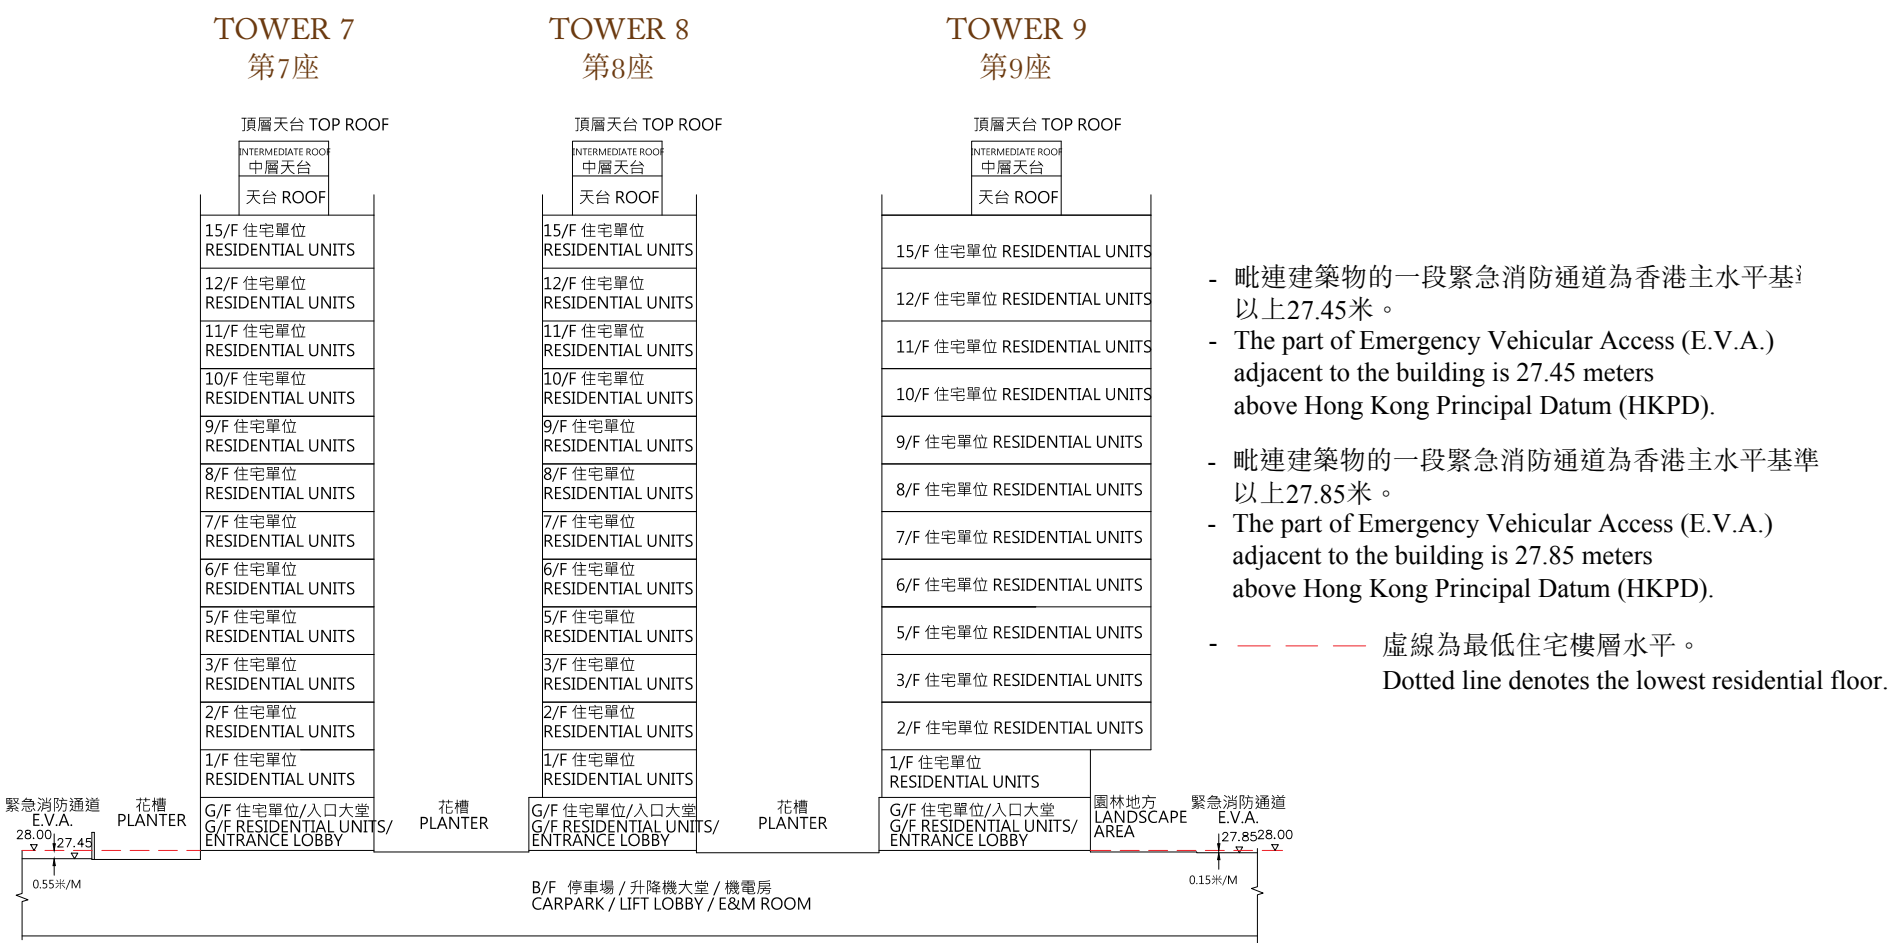 TOWER 7
第7座
頂層天台 TOP ROOF
INTERMEDIATE ROOF
中層天台
天台 ROOF
15/F 住宅單位
RESIDENTIAL UNITS
12/F 住宅單位
RESIDENTIAL UNITS
11/F 住宅單位
RESIDENTIAL UNITS
10/F 住宅單位
RESIDENTIAL UNITS
9/F 住宅單位
RESIDENTIAL UNITS
8/F 住宅單位
RESIDENTIAL UNITS
7/F 住宅單位
RESIDENTIAL UNITS
6/F 住宅單位
RESIDENTIAL UNITS
5/F 住宅單位
RESIDENTIAL UNITS
3/F 住宅單位
RESIDENTIAL UNITS
2/F 住宅單位
RESIDENTIAL UNITS
1/F 住宅單位
RESIDENTIAL UNITS
G/F 住宅單位/入口大堂
G/F RESIDENTIAL UNITS/
ENTRANCE LOBBY
TOWER 8
第8座
頂層天台 TOP ROOF
INTERMEDIATE ROOF
中層天台
天台 ROOF
15/F 住宅單位
RESIDENTIAL UNITS
12/F 住宅單位
RESIDENTIAL UNITS
11/F 住宅單位
RESIDENTIAL UNITS
10/F 住宅單位
RESIDENTIAL UNITS
9/F 住宅單位
RESIDENTIAL UNITS
8/F 住宅單位
RESIDENTIAL UNITS
7/F 住宅單位
RESIDENTIAL UNITS
6/F 住宅單位
RESIDENTIAL UNITS
5/F 住宅單位
RESIDENTIAL UNITS
3/F 住宅單位
RESIDENTIAL UNITS
2/F 住宅單位
RESIDENTIAL UNITS
1/F 住宅單位
RESIDENTIAL UNITS
G/F 住宅單位/入口大堂
G/F RESIDENTIAL UNITS/
ENTRANCE LOBBY
TOWER 9
第9座
頂層天台 TOP ROOF
INTERMEDIATE ROOF
中層天台
天台 ROOF
15/F 住宅單位 RESIDENTIAL UNITS
12/F 住宅單位 RESIDENTIAL UNITS
11/F 住宅單位 RESIDENTIAL UNITS
10/F 住宅單位 RESIDENTIAL UNITS
9/F 住宅單位 RESIDENTIAL UNITS
8/F 住宅單位 RESIDENTIAL UNITS
7/F 住宅單位 RESIDENTIAL UNITS
6/F 住宅單位 RESIDENTIAL UNITS
5/F 住宅單位 RESIDENTIAL UNITS
3/F 住宅單位 RESIDENTIAL UNITS
2/F 住宅單位 RESIDENTIAL UNITS
1/F 住宅單位
RESIDENTIAL UNITS
G/F 住宅單位/入口大堂
G/F RESIDENTIAL UNITS/
ENTRANCE LOBBY
緊急消防通道
E.V.A.
28.00
27.45
0.55米/M
花槽
PLANTER
花槽
PLANTER
花槽
PLANTER
園林地方
LANDSCAPE
AREA
緊急消防通道
E.V.A.
27.85
28.00
0.15米/M
B/F 停車場 / 升降機大堂 / 機電房
CARPARK / LIFT LOBBY / E&M ROOM
- 毗連建築物的一段緊急消防通道為香港主水平基
以上27.45米。
- The part of Emergency Vehicular Access (E.V.A.)
adjacent to the building is 27.45 meters
above Hong Kong Principal Datum (HKPD).
- 毗連建築物的一段緊急消防通道為香港主水平基準
以上27.85米。
- The part of Emergency Vehicular Access (E.V.A.)
adjacent to the building is 27.85 meters
above Hong Kong Principal Datum (HKPD).
- 虛線為最低住宅樓層水平。
Dotted line denotes the lowest residential floor.